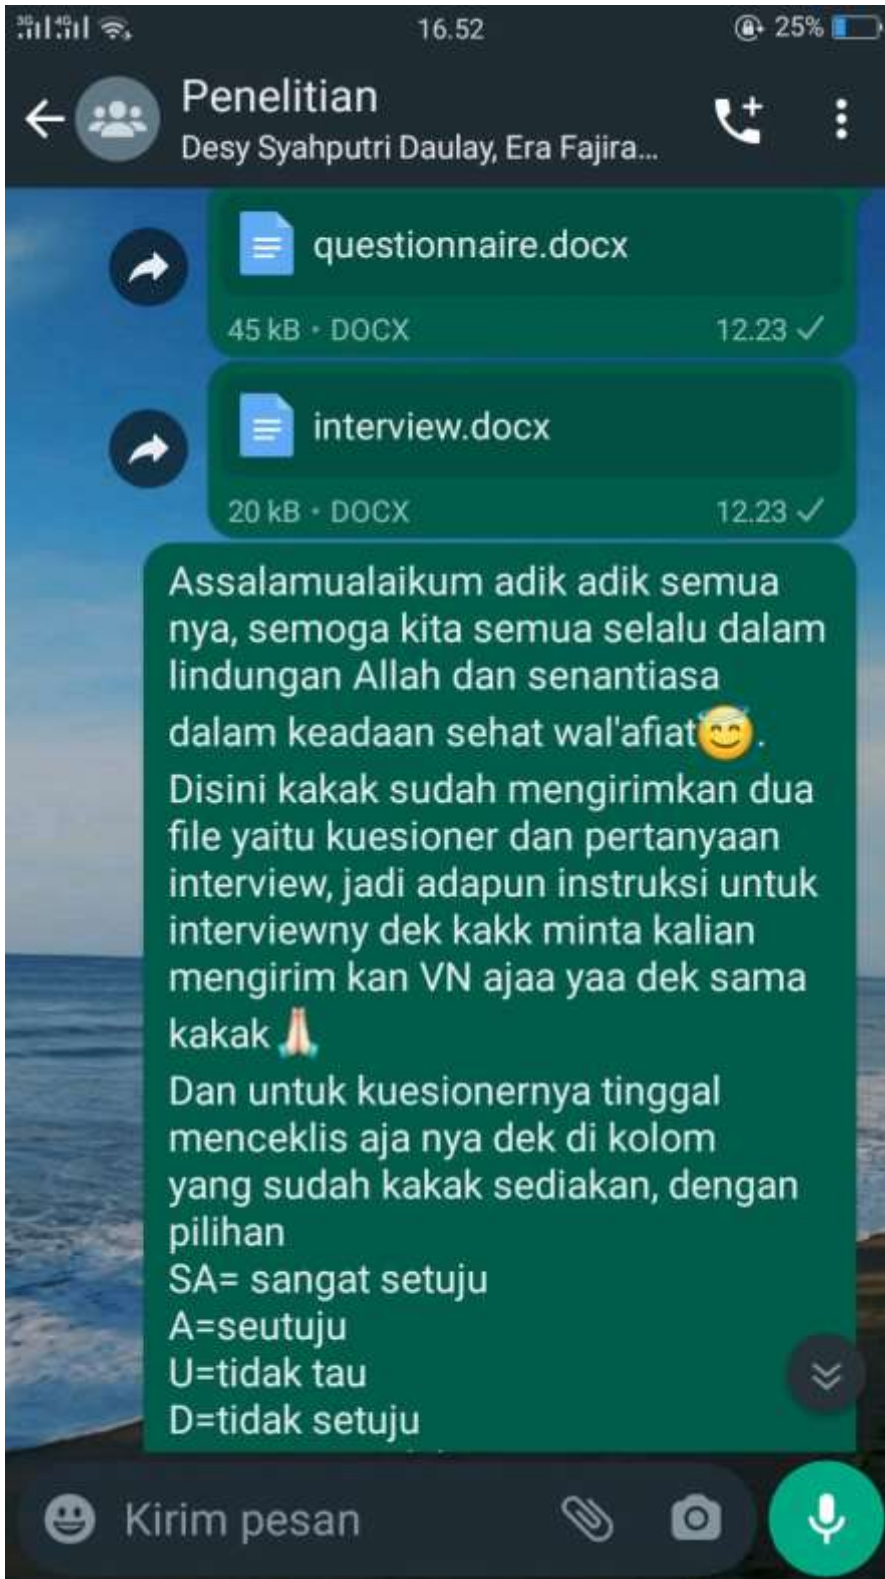 3G 4G 16.52 25%
Penelitian
Desy Syahputri Daulay, Era Fajira...
questionnaire.docx
45 kB • DOCX 12.23
interview.docx
20 kB • DOCX 12.23
Assalamualaikum adik adik semua
nya, semoga kita semua selalu dalam
lindungan Allah dan senantiasa
dalam keadaan sehat wal'afiat😇.
Disini kakak sudah mengirimkan dua
file yaitu kuesioner dan pertanyaan
interview, jadi adapun instruksi untuk
interviewny dek kakk minta kalian
mengirim kan VN ajaa yaa dek sama
kakak🙏🏻
Dan untuk kuesionernya tinggal
menceklis aja nya dek di kolom
yang sudah kakak sediakan, dengan
pilihan
SA= sangat setuju
A=seutuju
U=tidak tau
D=tidak setuju
Kirim pesan